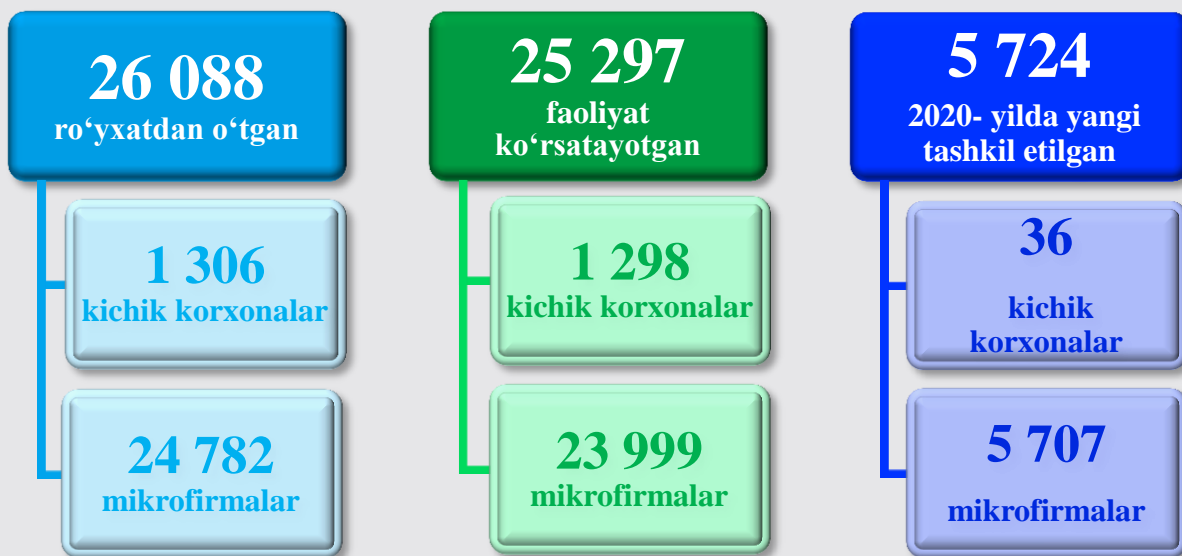 26 088
ro‘yxatdan o‘tgan
1 306
kichik korxonalar
24 782
mikrofirmalar
25 297
faoliyat
ko‘rsatayotgan
1 298
kichik korxonalar
23 999
mikrofirmalar
5 724
2020- yilda yangi
tashkil etilgan
36
kichik
korxonalar
5 707
mikrofirmalar